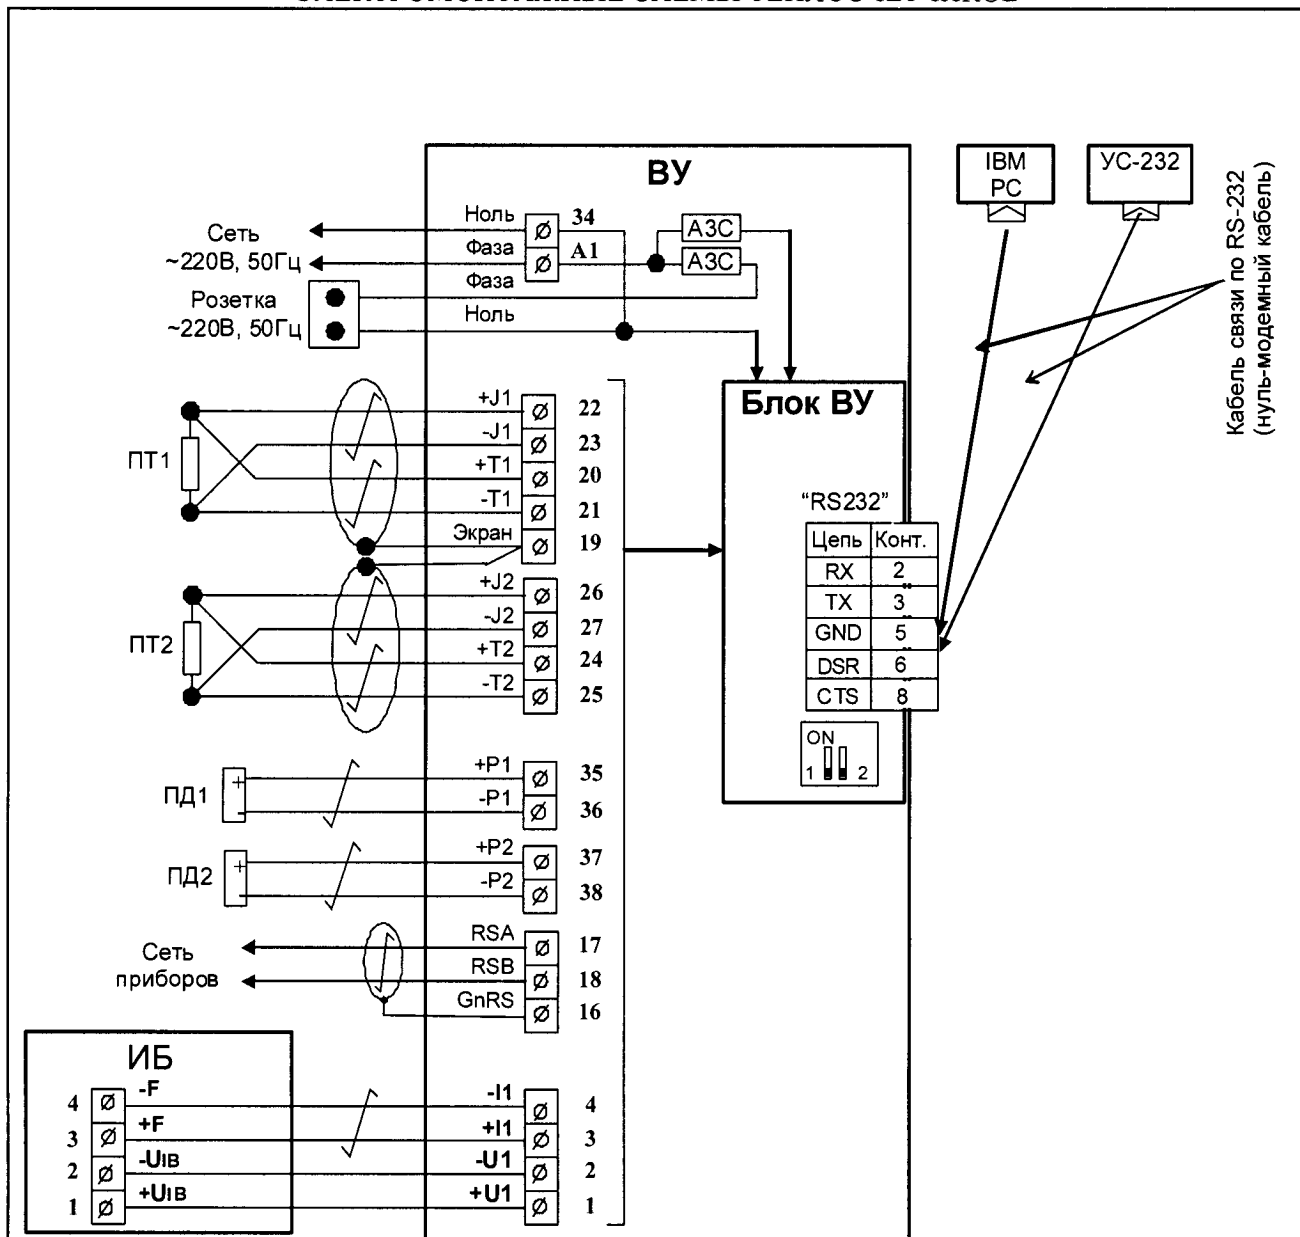 ВУ
IBM
PC
УС-232
Кабель связи по RS-232
(нуль-модемный кабель)
Ноль 34
Сеть
~220В, 50Гц
Фаза А1
АЗС
АЗС
Фаза
Розетка
~220В, 50Гц
Ноль
Блок ВУ
ПТ1
+J1 22
-J1 23
+T1 20
-T1 21
Экран 19
ПТ2
+J2 26
-J2 27
+T2 24
-T2 25
"RS232"
Цепь Конт.
RX 2
TX 3
GND 5
DSR 6
CTS 8
ON
1 2
ПД1
+
+P1 35
-P1 36
ПД2
+
+P2 37
-P2 38
Сеть
приборов
RSA 17
RSB 18
GnRS 16
ИБ
4 -F -I1 4
3 +F +I1 3
2 -UIB -U1 2
1 +UIB +U1 1